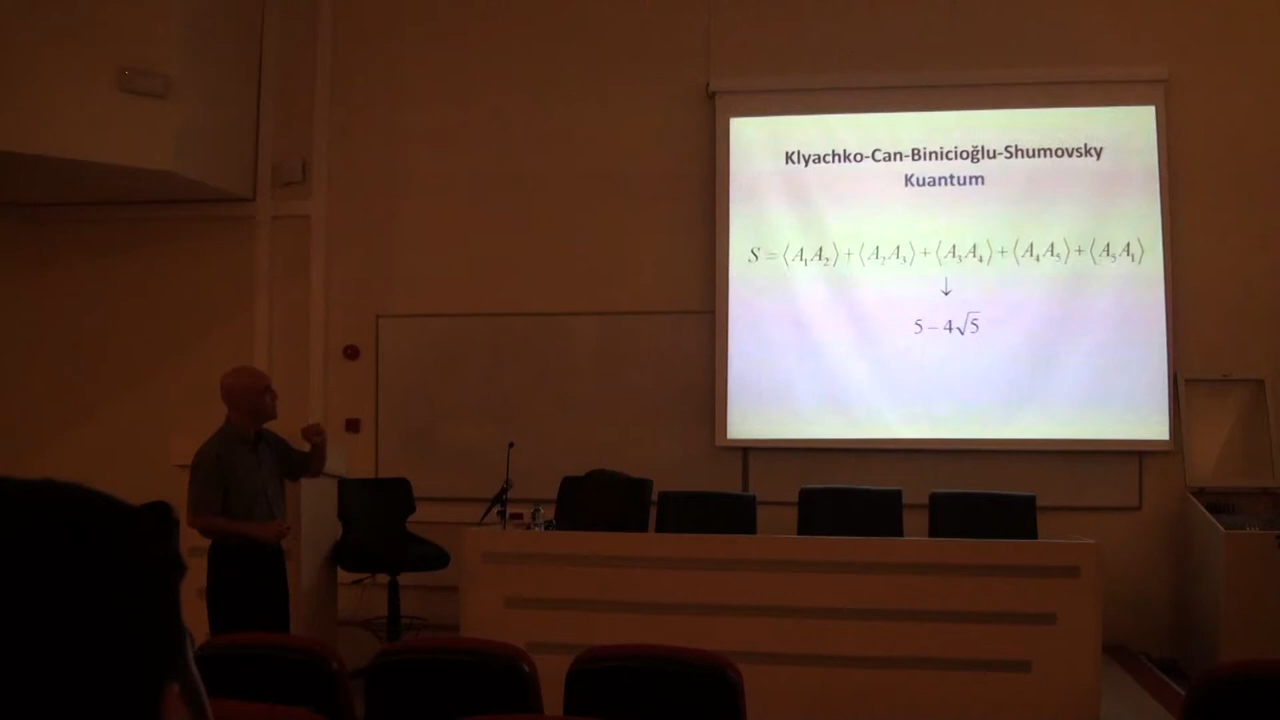 Klyachko-Can-Binicioğlu-Shumovsky
Kuantum
S = ⟨A₁A₂⟩ + ⟨A₂A₃⟩ + ⟨A₃A₄⟩ + ⟨A₄A₅⟩ + ⟨A₅A₁⟩
↓
5 – 4√5